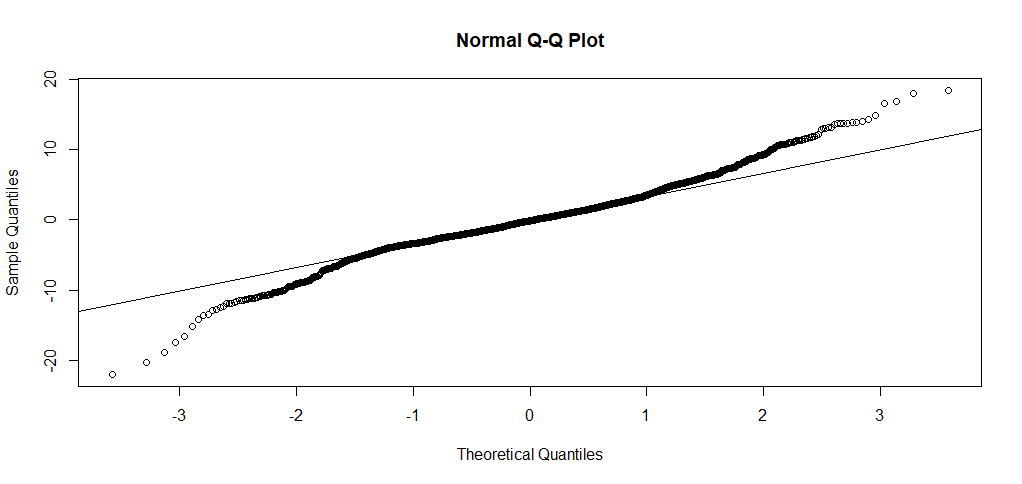 Normal Q-Q Plot
20
10
0
-10
-20
Sample Quantiles
-3 -2 -1 0 1 2 3
Theoretical Quantiles